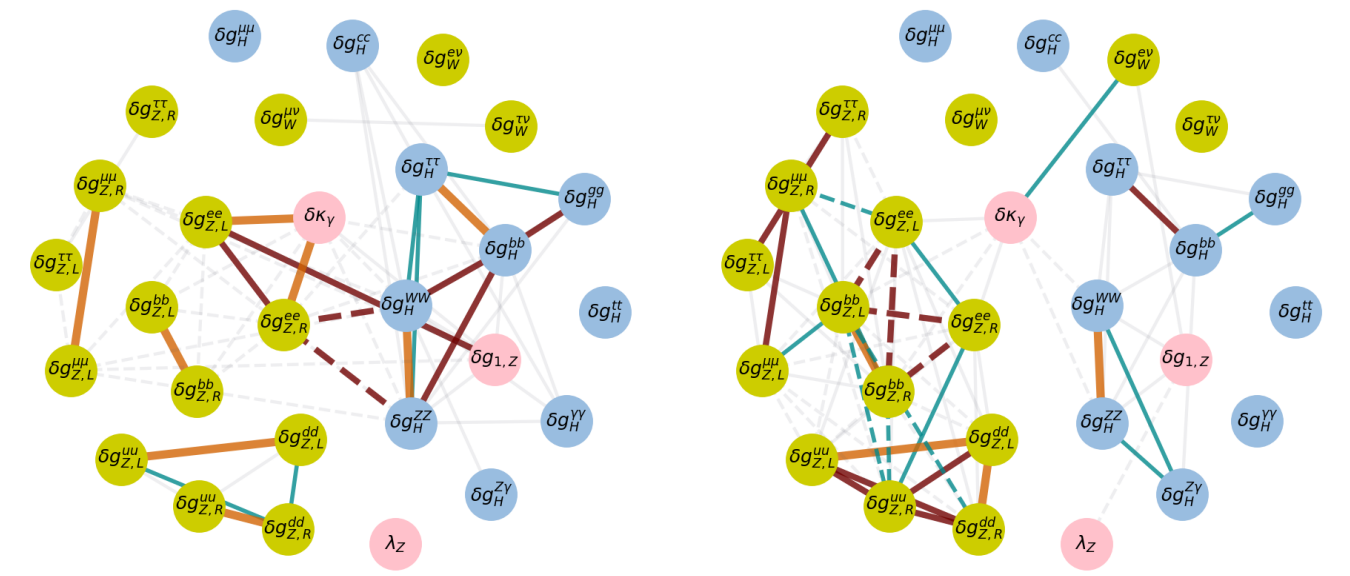 δg_H^{μμ}
δg_H^{cc}
δg_W^{eν}
δg_{Z,R}^{ττ}
δg_W^{μν}
δg_W^{τν}
δg_H^{ττ}
δg_{Z,R}^{μμ}
δg_H^{gg}
δg_{Z,L}^{ee}
δκ_γ
δg_H^{bb}
δg_{Z,L}^{ττ}
δg_{Z,L}^{bb}
δg_H^{WW}
δg_H^{tt}
δg_{Z,R}^{ee}
δg_{1,Z}
δg_{Z,L}^{μμ}
δg_{Z,R}^{bb}
δg_H^{ZZ}
δg_H^{γγ}
δg_{Z,L}^{dd}
δg_{Z,L}^{uu}
δg_H^{Zγ}
δg_{Z,R}^{uu}
δg_{Z,R}^{dd}
λ_Z
δg_H^{μμ}
δg_H^{cc}
δg_W^{eν}
δg_{Z,R}^{ττ}
δg_W^{μν}
δg_W^{τν}
δg_H^{ττ}
δg_{Z,R}^{μμ}
δg_H^{gg}
δg_{Z,L}^{ee}
δκ_γ
δg_H^{bb}
δg_{Z,L}^{ττ}
δg_{Z,L}^{bb}
δg_H^{WW}
δg_H^{tt}
δg_{Z,R}^{ee}
δg_{1,Z}
δg_{Z,L}^{μμ}
δg_{Z,R}^{bb}
δg_H^{ZZ}
δg_H^{γγ}
δg_{Z,L}^{dd}
δg_{Z,L}^{uu}
δg_H^{Zγ}
δg_{Z,R}^{uu}
δg_{Z,R}^{dd}
λ_Z